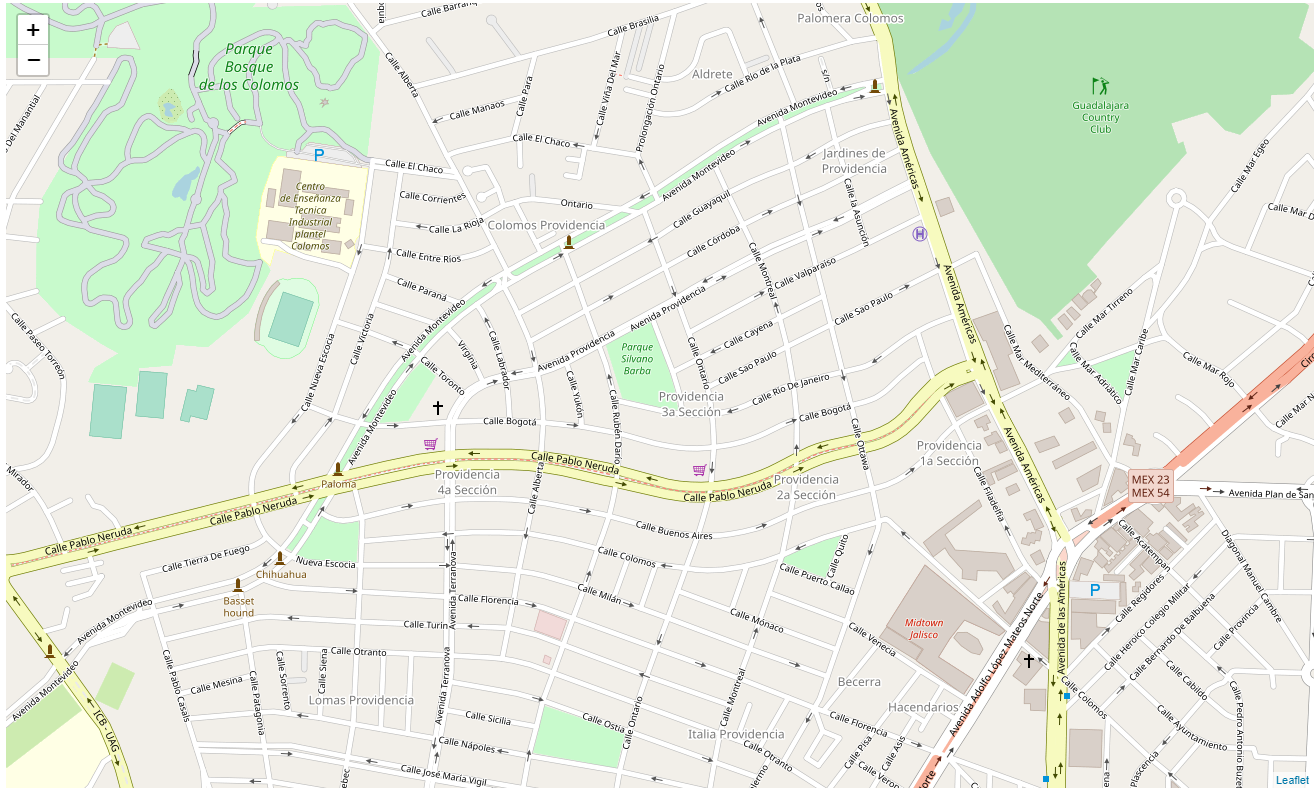 +
−
Parque
Bosque
de los Colomos
Calle Alberta
Calle Brasilia
Palomera Colomos
Aldrete
Calle Río de la Plata
s/n
Calle Viña Del Mar
Prolongación Ontario
Calle Para
Calle Manaos
Avenida Montevideo
Guadalajara
Country
Club
Avenida Américas
Calle El Chaco
Calle El Chaco
P
Centro
de Enseñanza
Tecnica
Industrial
plantel
Colomos
Calle Corrientes
Ontario
Calle La Rioja
Colomos Providencia
Avenida Montevideo
Jardines de
Providencia
Calle Guayaquil
Calle la Asunción
Calle Mar Egeo
H
Calle Entre Rios
Calle Córdoba
Calle Montreal
Calle Valparaiso
Calle Paraná
Avenida Montevideo
Avenida Providencia
Calle Sao Paulo
Avenida Américas
Calle Mar Tirreno
Calle Paseo Torreón
Calle Nueva Escocia
Calle Victoria
Calle Toronto
Virginia
Calle Labrador
Avenida Providencia
Parque
Silvano
Barba
Calle Ontario
Calle Cayena
Calle Sao Paulo
Calle Rio De Janeiro
Calle Mar Mediterráneo
Calle Mar Adriático
Calle Mar Caribe
Calle Mar Rojo
Calle Yukón
Calle Rubén Darío
Providencia
3a Sección
Calle Bogotá
Calle Bogotá
Calle Ottawa
Avenida Montevideo
Mirador
Paloma
Providencia
4a Sección
Calle Pablo Neruda
Calle Pablo Neruda
Providencia
2a Sección
Providencia
1a Sección
Avenida Américas
Calle Filadelfia
MEX 23
MEX 54
Calle Pablo Neruda
Calle Pablo Neruda
Calle Alberta
Calle Buenos Aires
Calle Tierra De Fuego
Nueva Escocia
Chihuahua
Basset
hound
Avenida Terranova
Calle Colomos
Calle Quito
Calle Puerto Callao
Calle Acatempan
Diagonal Manuel Cambre
Avenida Montevideo
Calle Florencia
Calle Milán
Calle Mónaco
Calle Turín
Calle Venecia
Midtown
Jalisco
P
Calle Regidores
Calle Heroico Colegio Militar
Calle Bernardo De Balbuena
Calle Provincia
Avenida de las Américas
Avenida Adolfo López Mateos Norte
Avenida Montevideo
Calle Pablo Casals
Calle Mesina
Calle Patagonia
Calle Sorrento
Calle Siena
Calle Otranto
Lomas Providencia
Avenida Terranova
Calle Sicilia
Calle Nápoles
Calle José María Vigil
Calle Ostia
Calle Ontario
Calle Montreal
Italia Providencia
Calle Otranto
Becerra
Hacendarios
Calle Florencia
Calle Pisa
Calle Asís
Calle Colomos
Calle Cabildo
Calle Ayuntamiento
ICB - UAG
Leaflet